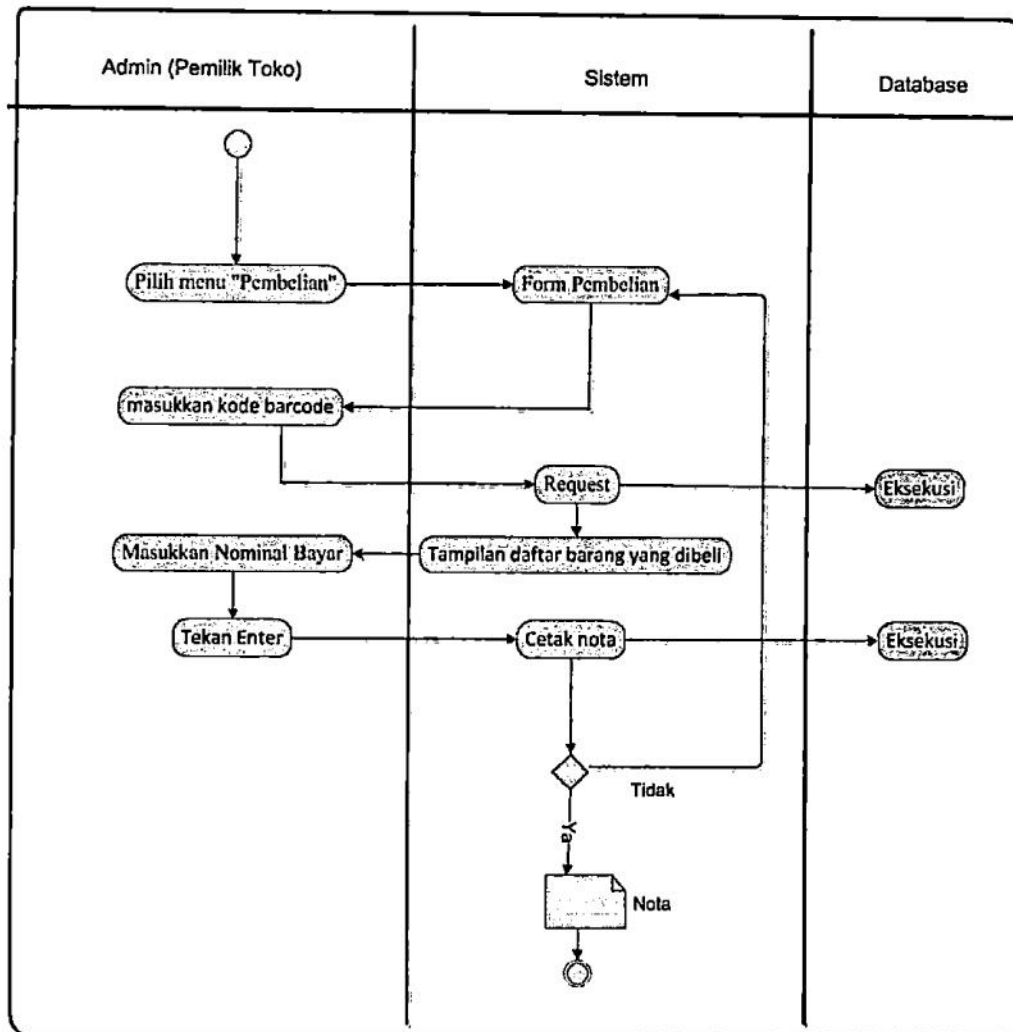 Admin (Pemilik Toko)
Sistem
Database
Pilih menu "Pembelian"
Form Pembelian
masukkan kode barcode
Request
Eksekusi
Masukkan Nominal Bayar
Tampilan daftar barang yang dibeli
Tekan Enter
Cetak nota
Eksekusi
Tidak
Ya
Nota